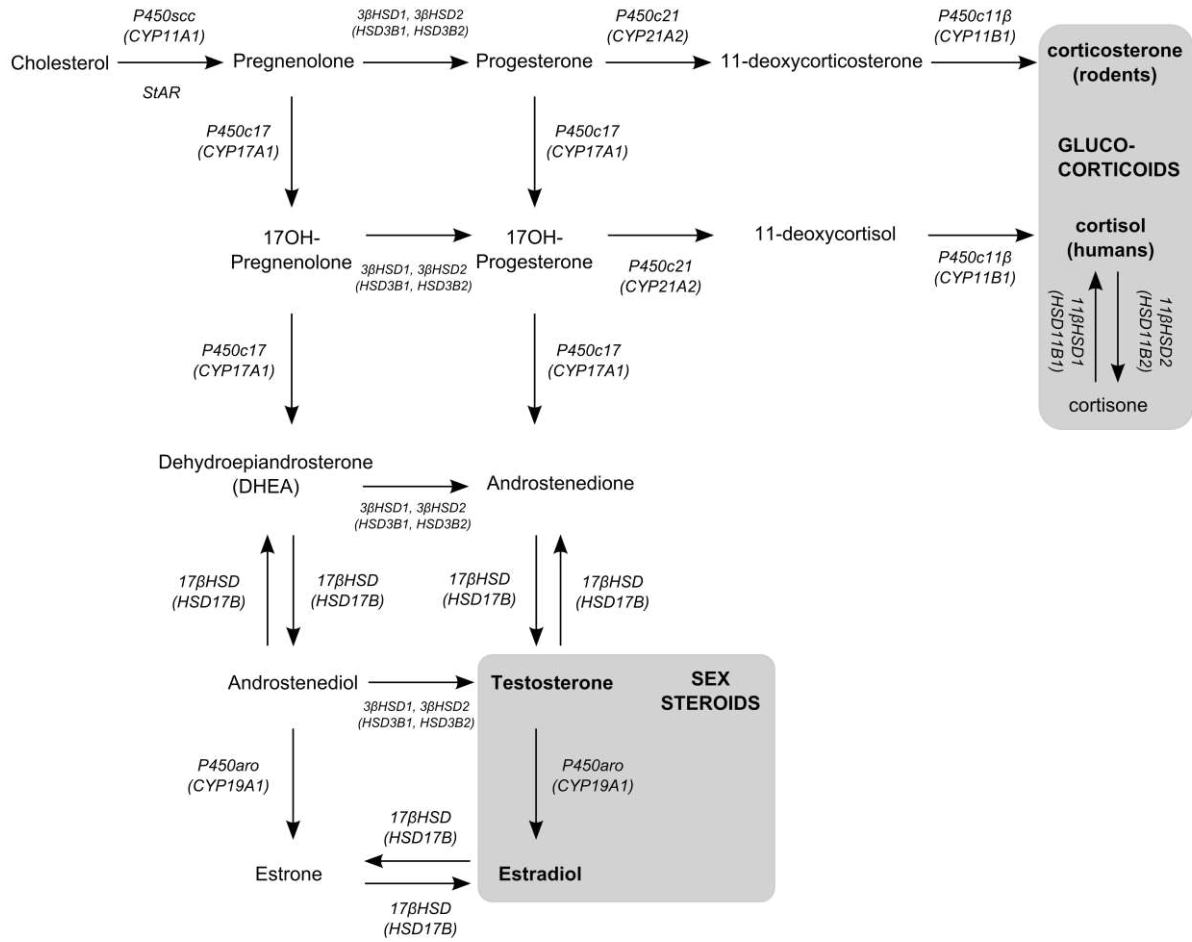 P450scc
(CYP11A1)
3βHSD1, 3βHSD2
(HSD3B1, HSD3B2)
P450c21
(CYP21A2)
P450c11β
(CYP11B1)
Cholesterol
Pregnenolone
Progesterone
11-deoxycorticosterone
corticosterone
(rodents)
StAR
P450c17
(CYP17A1)
P450c17
(CYP17A1)
GLUCO-
CORTICOIDS
17OH-
Pregnenolone
3βHSD1, 3βHSD2
(HSD3B1, HSD3B2)
17OH-
Progesterone
P450c21
(CYP21A2)
11-deoxycortisol
P450c11β
(CYP11B1)
cortisol
(humans)
11βHSD1
(HSD11B1)
11βHSD2
(HSD11B2)
cortisone
P450c17
(CYP17A1)
P450c17
(CYP17A1)
Dehydroepiandrosterone
(DHEA)
3βHSD1, 3βHSD2
(HSD3B1, HSD3B2)
Androstenedione
17βHSD
(HSD17B)
17βHSD
(HSD17B)
17βHSD
(HSD17B)
17βHSD
(HSD17B)
Androstenediol
3βHSD1, 3βHSD2
(HSD3B1, HSD3B2)
Testosterone
SEX
STEROIDS
P450aro
(CYP19A1)
P450aro
(CYP19A1)
17βHSD
(HSD17B)
Estrone
Estradiol
17βHSD
(HSD17B)